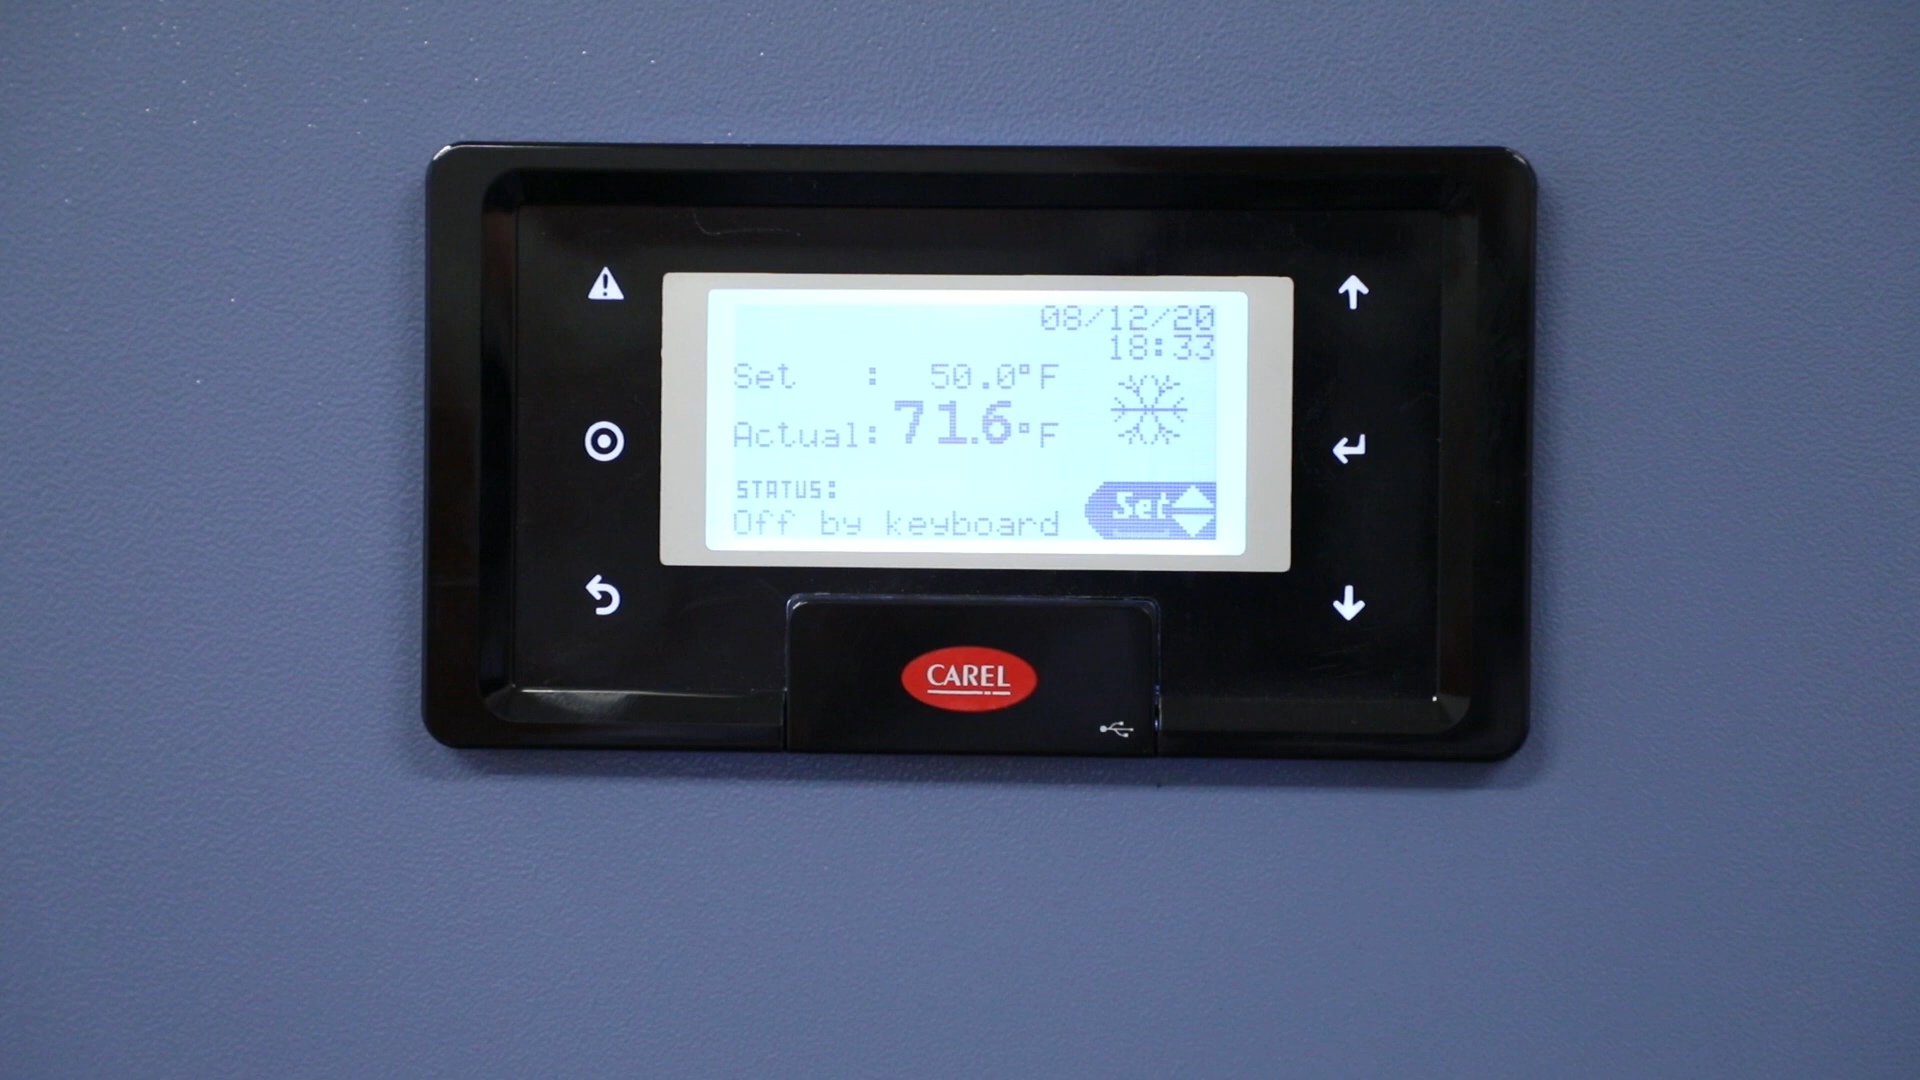 08/12/20
18:33
Set : 50.0°F
Actual: 71.6°F
STATUS:
Off by keyboard
Set
CAREL